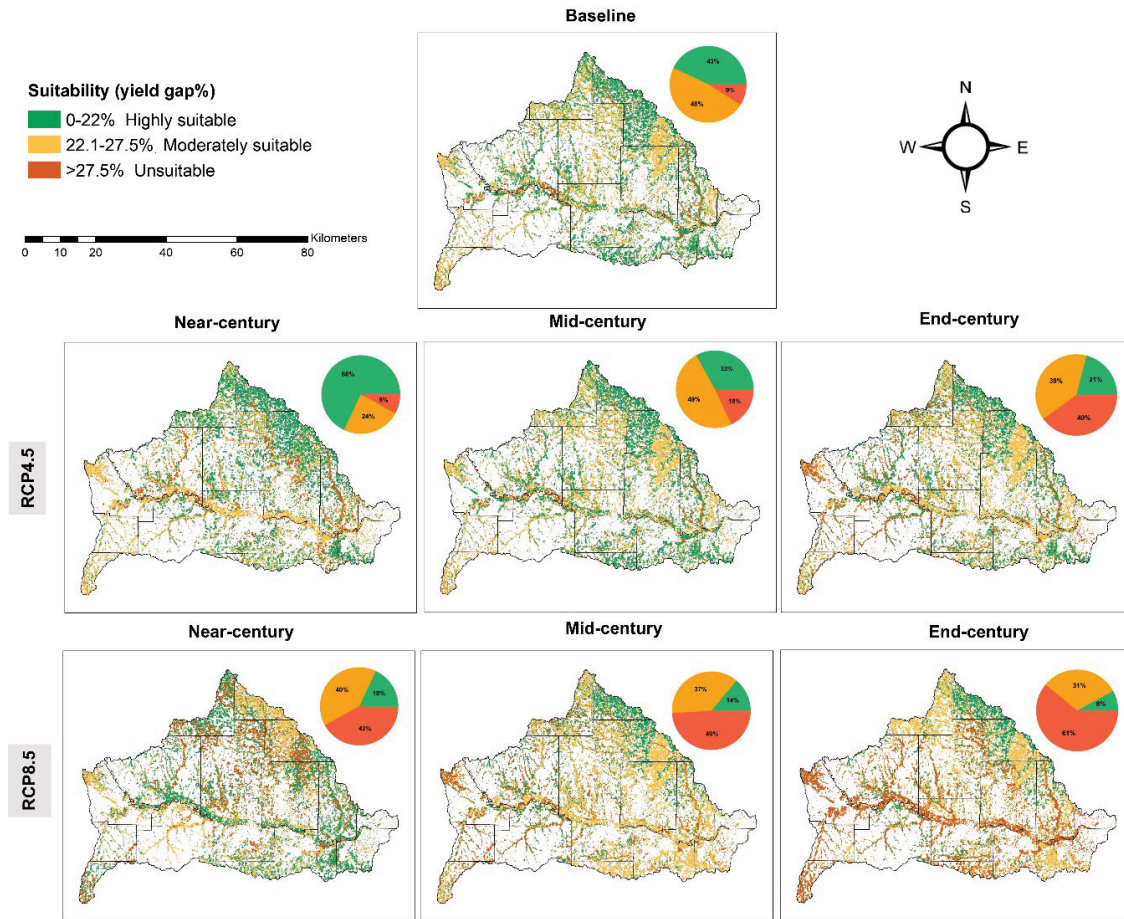 Baseline
43%
48%
9%
Suitability (yield gap%)
0-22% Highly suitable
22.1-27.5% Moderately suitable
>27.5% Unsuitable
Kilometers
0 10 20 40 60 80
N
W E
S
Near-century
Mid-century
End-century
RCP4.5
68%
24%
8%
33%
49%
18%
39%
21%
40%
Near-century
Mid-century
End-century
RCP8.5
40%
18%
42%
37%
14%
49%
31%
8%
61%